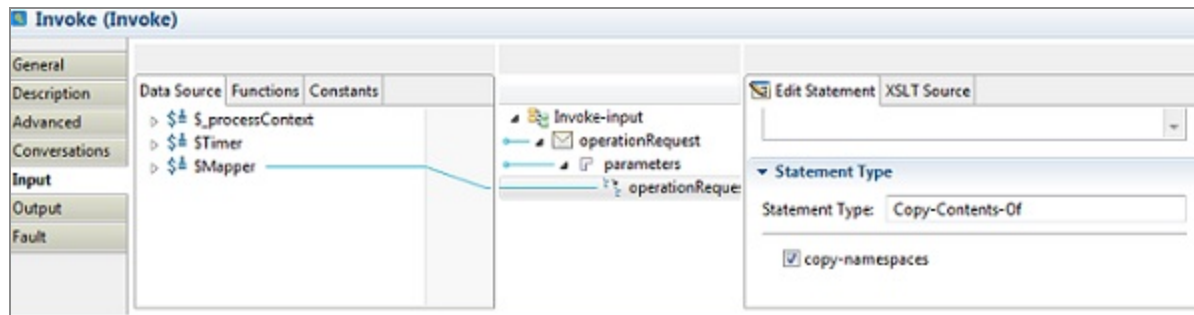 Invoke (Invoke)
General
Description
Advanced
Conversations
Input
Output
Fault
Data Source Functions Constants
$ $_processContext
$ $Timer
$ $Mapper
Invoke-input
operationRequest
parameters
operationReque
Edit Statement XSLT Source
Statement Type
Statement Type: Copy-Contents-Of
copy-namespaces